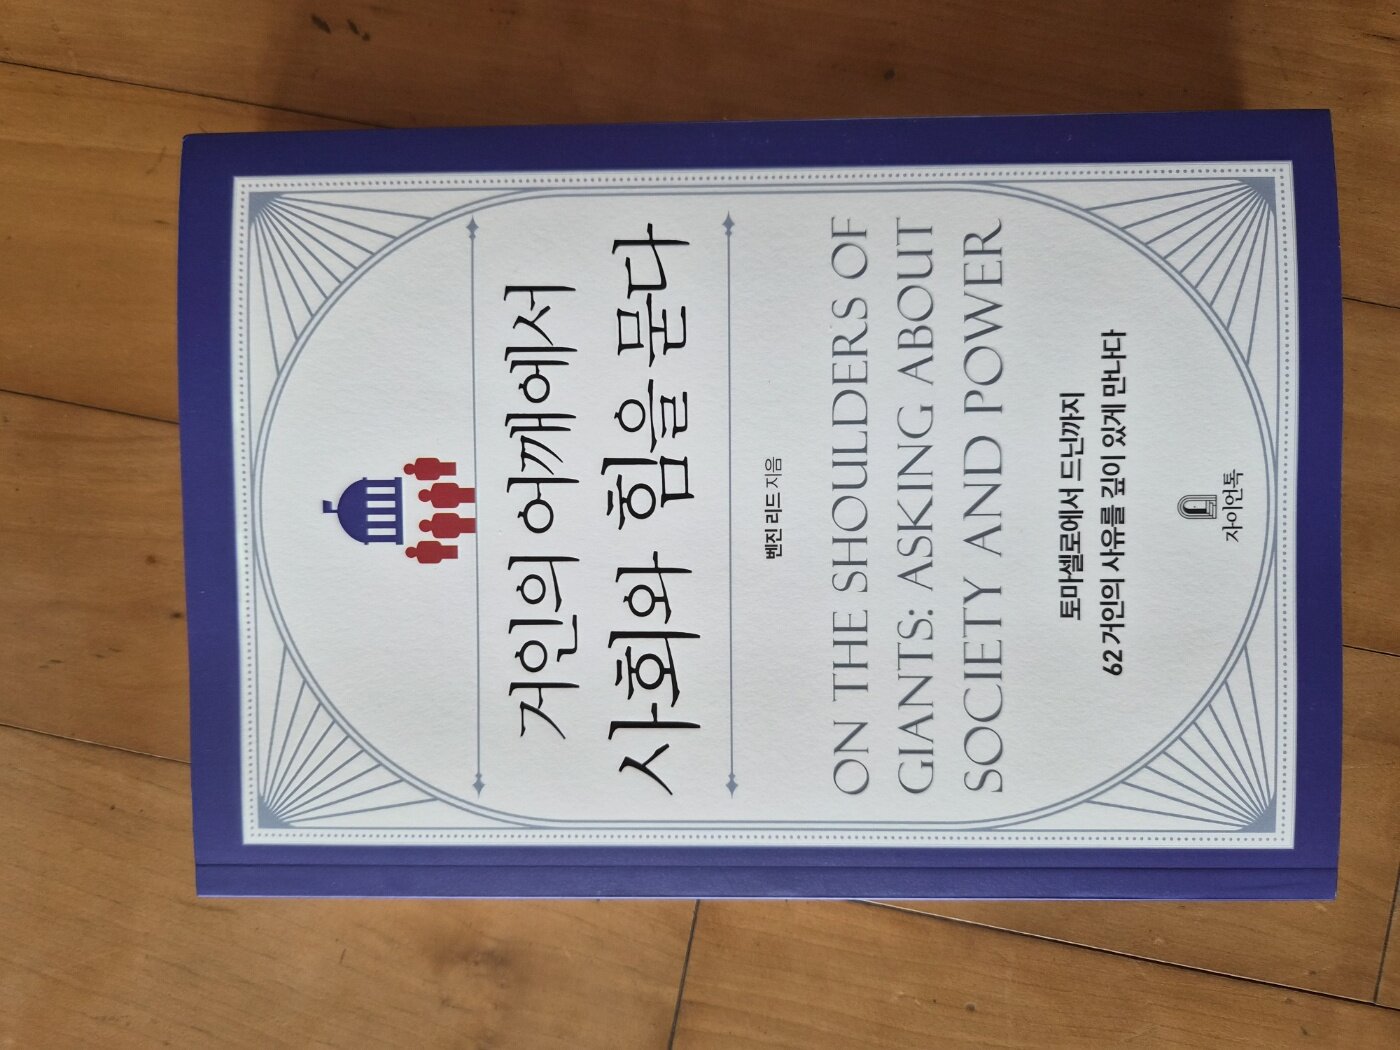 거인의 어깨에서
사회와 힘을 묻다
벤진 리드 지음
ON THE SHOULDERS OF
GIANTS: ASKING ABOUT
SOCIETY AND POWER
토마셀로에서 드닌까지
62 거인의 사유를 깊이 있게 만나다
자이언톡